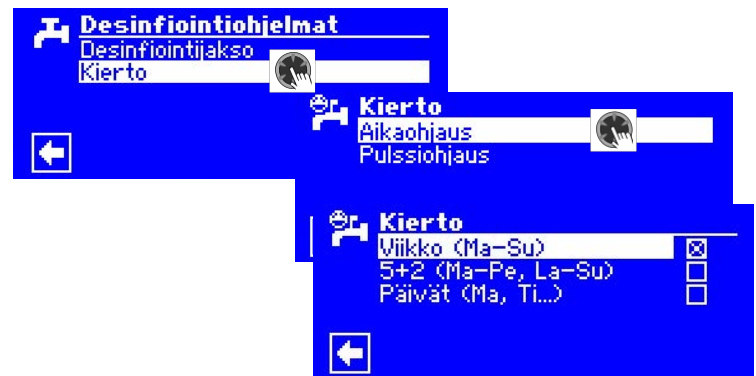 Desinfiointiohjelmat
Desinfiointijakso
Kierto
Kierto
Aikaohjaus
Pulssiohjaus
Kierto
Viikko (Ma-Su)
5+2 (Ma-Pe, La-Su)
Päivät (Ma, Ti...)